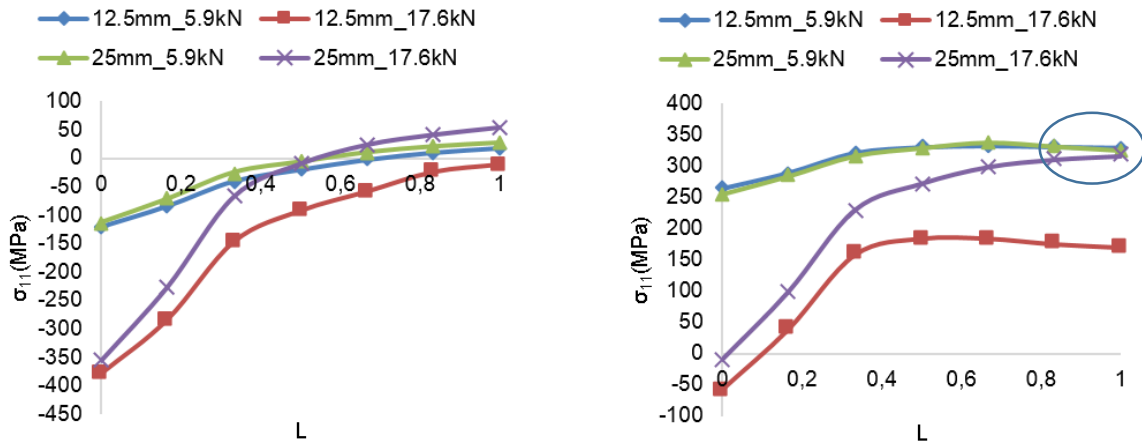 12.5mm_5.9kN 12.5mm_17.6kN
25mm_5.9kN 25mm_17.6kN
100
50
0
-50
-100
-150
-200
-250
-300
-350
-400
-450
0 0,2 0,4 0,6 0,8 1
σ11(MPa)
L
12.5mm_5.9kN 12.5mm_17.6kN
25mm_5.9kN 25mm_17.6kN
400
350
300
250
200
150
100
50
0
-50
-100
0 0,2 0,4 0,6 0,8 1
σ11(MPa)
L